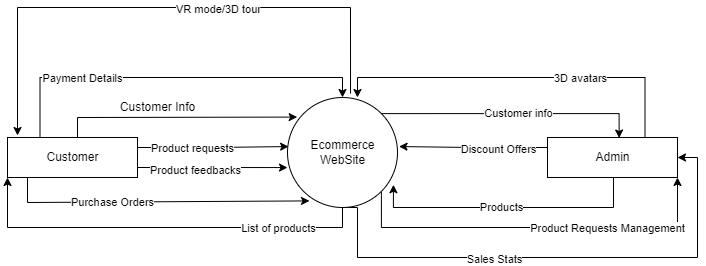 VR mode/3D tour
Payment Details
3D avatars
Customer Info
Customer info
Ecommerce
WebSite
Product requests
Discount Offers
Customer
Admin
Product feedbacks
Purchase Orders
Products
List of products
Product Requests Management
Sales Stats